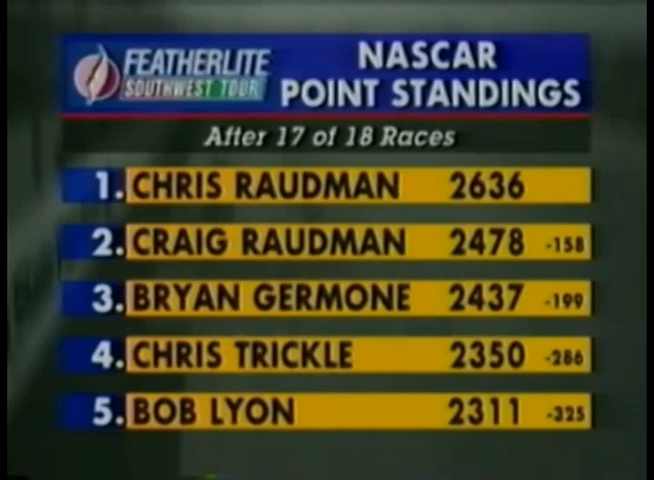 FEATHERLITE
SOUTHWEST TOUR
NASCAR
POINT STANDINGS
After 17 of 18 Races
1. CHRIS RAUDMAN 2636
2. CRAIG RAUDMAN 2478 -158
3. BRYAN GERMONE 2437 -199
4. CHRIS TRICKLE 2350 -286
5. BOB LYON 2311 -325